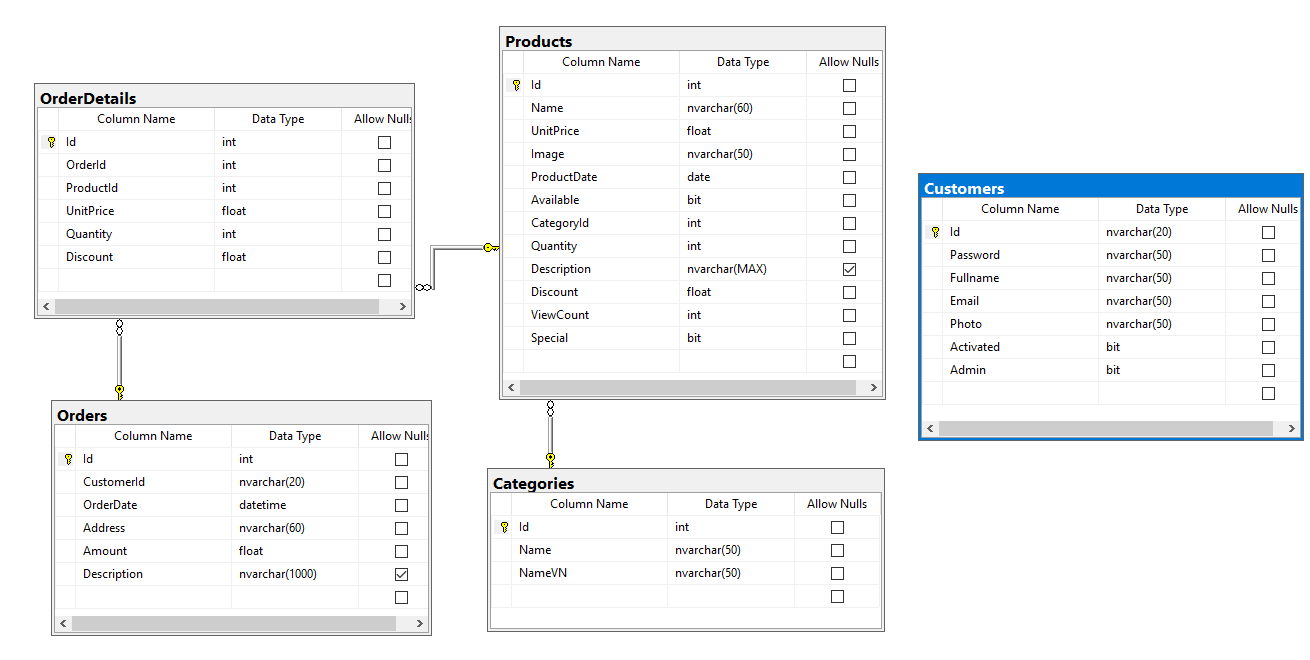 OrderDetails
Column Name Data Type Allow Nulls
Id int
OrderId int
ProductId int
UnitPrice float
Quantity int
Discount float
Products
Column Name Data Type Allow Nulls
Id int
Name nvarchar(60)
UnitPrice float
Image nvarchar(50)
ProductDate date
Available bit
CategoryId int
Quantity int
Description nvarchar(MAX)
Discount float
ViewCount int
Special bit
Customers
Column Name Data Type Allow Nulls
Id nvarchar(20)
Password nvarchar(50)
Fullname nvarchar(50)
Email nvarchar(50)
Photo nvarchar(50)
Activated bit
Admin bit
Orders
Column Name Data Type Allow Nulls
Id int
CustomerId nvarchar(20)
OrderDate datetime
Address nvarchar(60)
Amount float
Description nvarchar(1000)
Categories
Column Name Data Type Allow Nulls
Id int
Name nvarchar(50)
NameVN nvarchar(50)